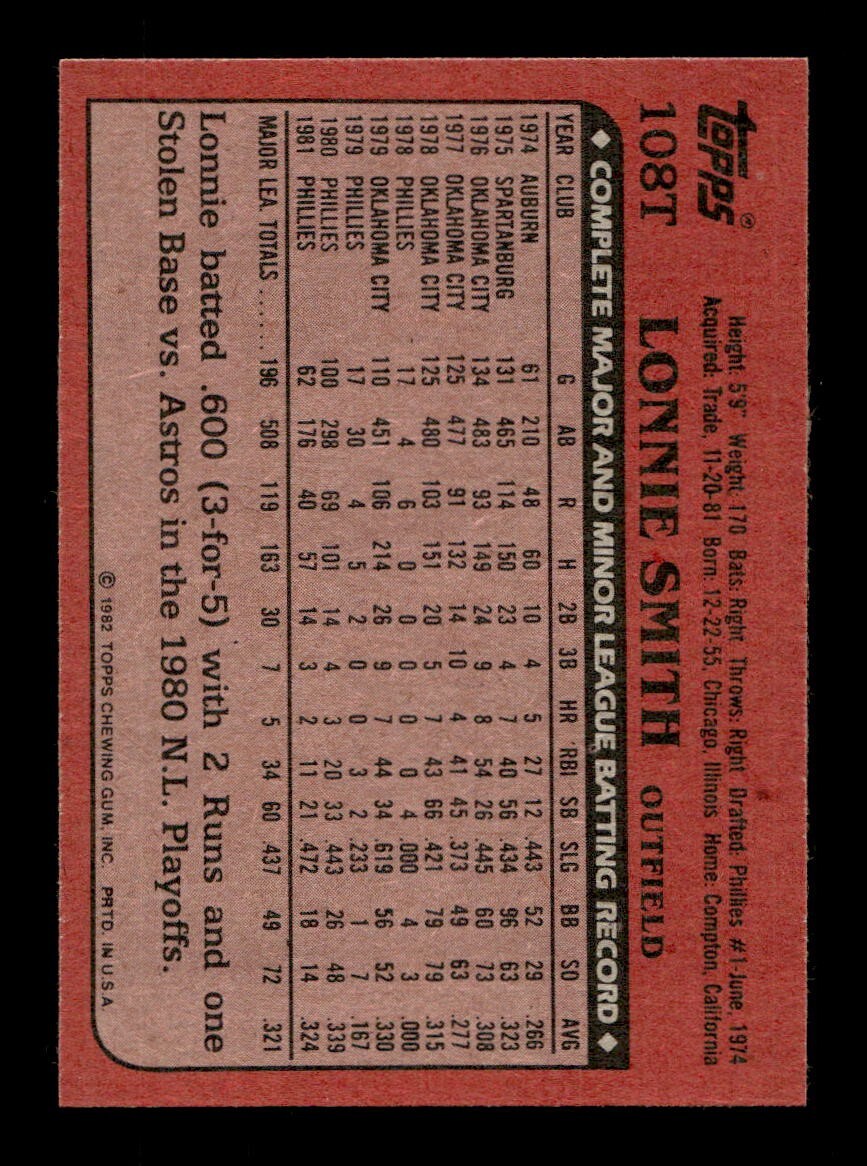 Topps®
Height: 5'9" Weight: 170 Bats: Right Throws: Right Drafted: Phillies #1-June, 1974
Acquired: Trade, 11-20-81 Born: 12-22-55, Chicago, Illinois Home: Compton, California
108T LONNIE SMITH OUTFIELD
◆ COMPLETE MAJOR AND MINOR LEAGUE BATTING RECORD ◆
YEAR CLUB G AB R H 2B 3B HR RBI SB SLG BB SO AVG
1974 AUBURN 61 210 48 60 10 4 5 27 12 .443 52 29 .266
1975 SPARTANBURG 131 465 114 150 23 4 7 40 56 .434 96 63 .323
1976 OKLAHOMA CITY 134 483 93 149 24 9 8 54 26 .445 60 73 .308
1977 OKLAHOMA CITY 125 477 91 132 14 10 4 41 45 .373 49 63 .277
1978 OKLAHOMA CITY 125 480 103 151 20 5 7 43 66 .421 79 79 .315
1978 PHILLIES 17 4 6 0 0 0 0 0 4 .000 4 3 .000
1979 OKLAHOMA CITY 110 451 106 214 26 9 7 44 34 .619 56 52 .330
1979 PHILLIES 17 30 4 5 2 0 0 3 2 .233 1 7 .167
1980 PHILLIES 100 298 69 101 14 4 3 20 33 .443 26 48 .339
1981 PHILLIES 62 176 40 57 14 3 2 11 21 .472 18 14 .324
MAJOR LEA. TOTALS ...... 196 508 119 163 30 7 5 34 60 .437 49 72 .321
Lonnie batted .600 (3-for-5) with 2 Runs and one
Stolen Base vs. Astros in the 1980 N.L. Playoffs.
© 1982 TOPPS CHEWING GUM, INC. PRTD. IN U.S.A.